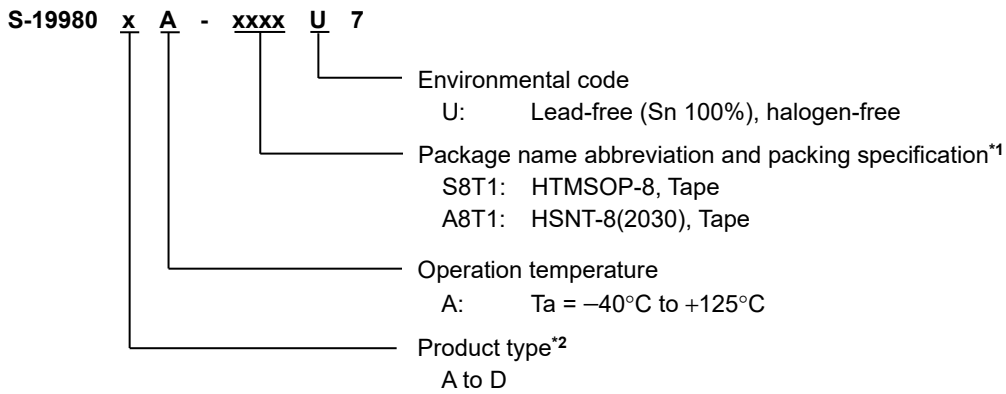 S-19980 x A - xxxx U 7
Environmental code
U: Lead-free (Sn 100%), halogen-free
Package name abbreviation and packing specification*1
S8T1: HTMSOP-8, Tape
A8T1: HSNT-8(2030), Tape
Operation temperature
A: Ta = −40°C to +125°C
Product type*2
A to D